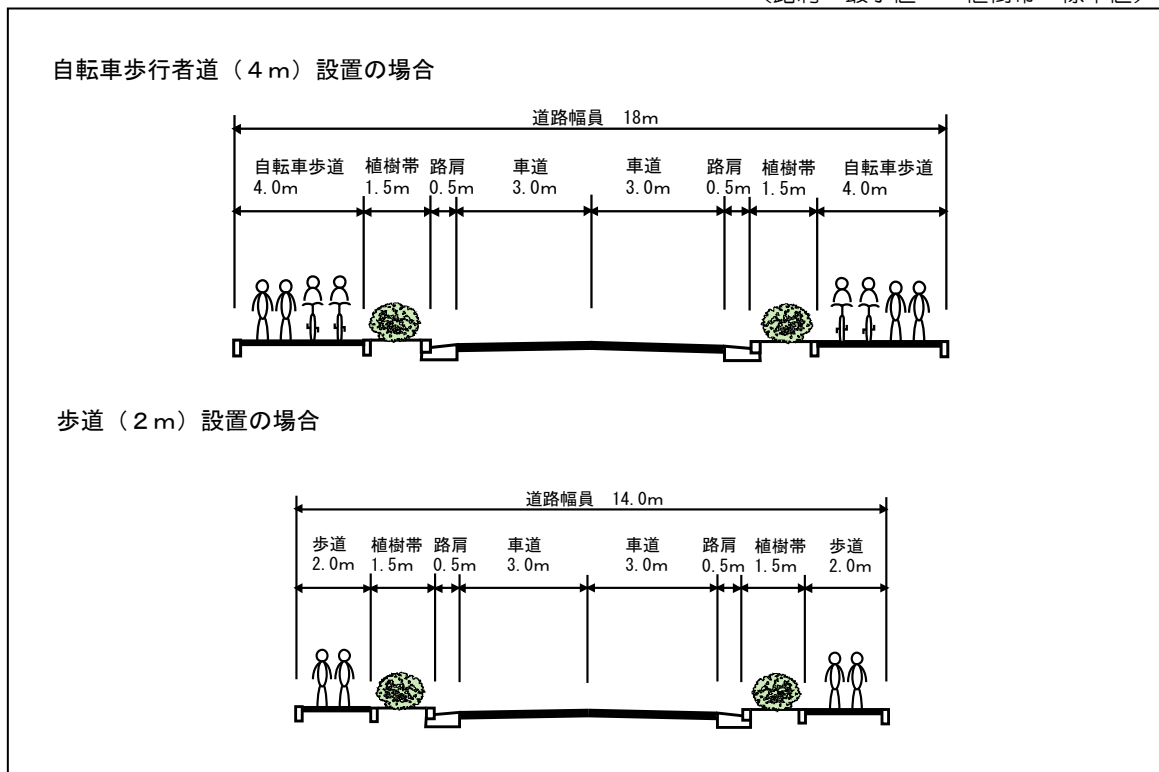 自転車歩行者道（４ｍ）設置の場合
道路幅員　18ｍ
自転車歩道 植樹帯 路肩 車道 車道 路肩 植樹帯 自転車歩道
4.0ｍ 1.5ｍ 0.5ｍ 3.0ｍ 3.0ｍ 0.5ｍ 1.5ｍ 4.0ｍ
歩道（２ｍ）設置の場合
道路幅員　14.0ｍ
歩道 植樹帯 路肩 車道 車道 路肩 植樹帯 歩道
2.0ｍ 1.5ｍ 0.5ｍ 3.0ｍ 3.0ｍ 0.5ｍ 1.5ｍ 2.0ｍ